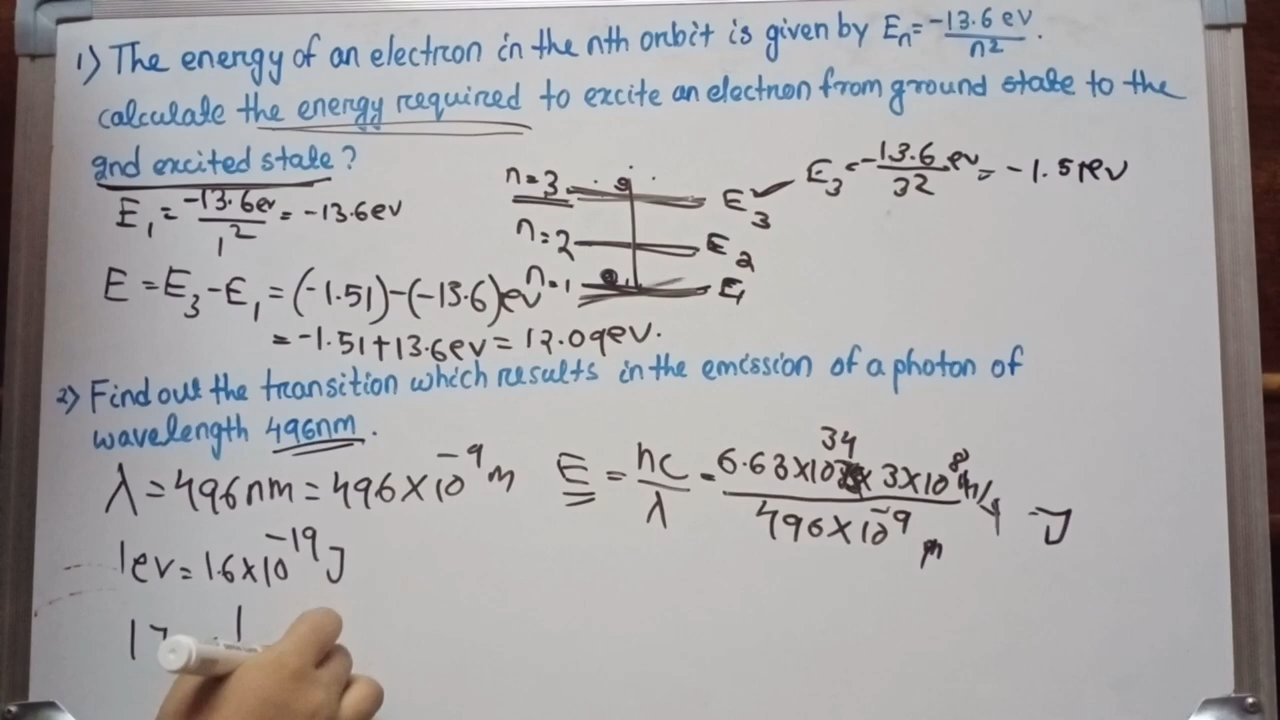 1) The energy of an electron in the nth orbit is given by En = -13.6 eV / n².
calculate the energy required to excite an electron from ground state to the
2nd excited state?
E₁ = -13.6ev / 1² = -13.6ev
n=3 E₃ E₃ = -13.6 / 3² ev = -1.51ev
n=2 E₂
n=1 E₁
E = E₃ - E₁ = (-1.51) - (-13.6)ev
= -1.51 + 13.6ev = 12.09ev.
2) Find out the transition which results in the emission of a photon of
wavelength 496nm.
λ = 496nm = 496 × 10⁻⁹ m E = hc / λ = 6.63 × 10 34 × 3 × 10⁸ m/s / 496 × 10⁻⁹ m J
1ev = 1.6 × 10⁻¹⁹ J
1J 1